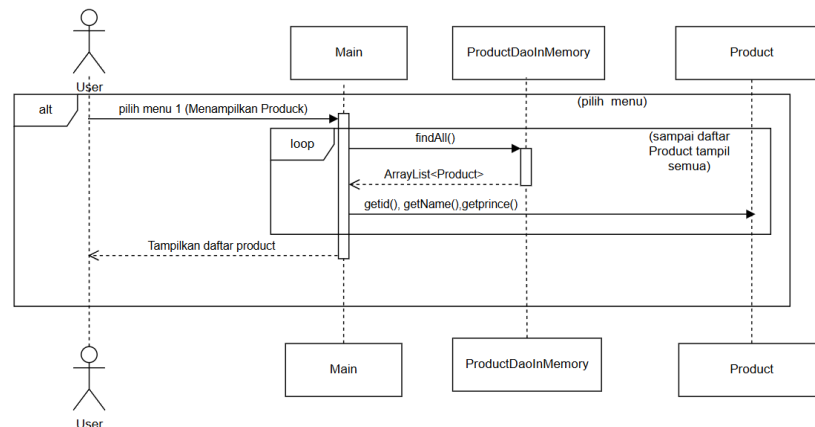 Main
ProductDaoInMemory
Product
User
alt
(pilih menu)
pilih menu 1 (Menampilkan Produck)
loop
findAll()
(sampai daftar
Product tampil
semua)
ArrayList<Product>
getid(), getName(),getprince()
Tampilkan daftar product
Main
ProductDaoInMemory
Product
User